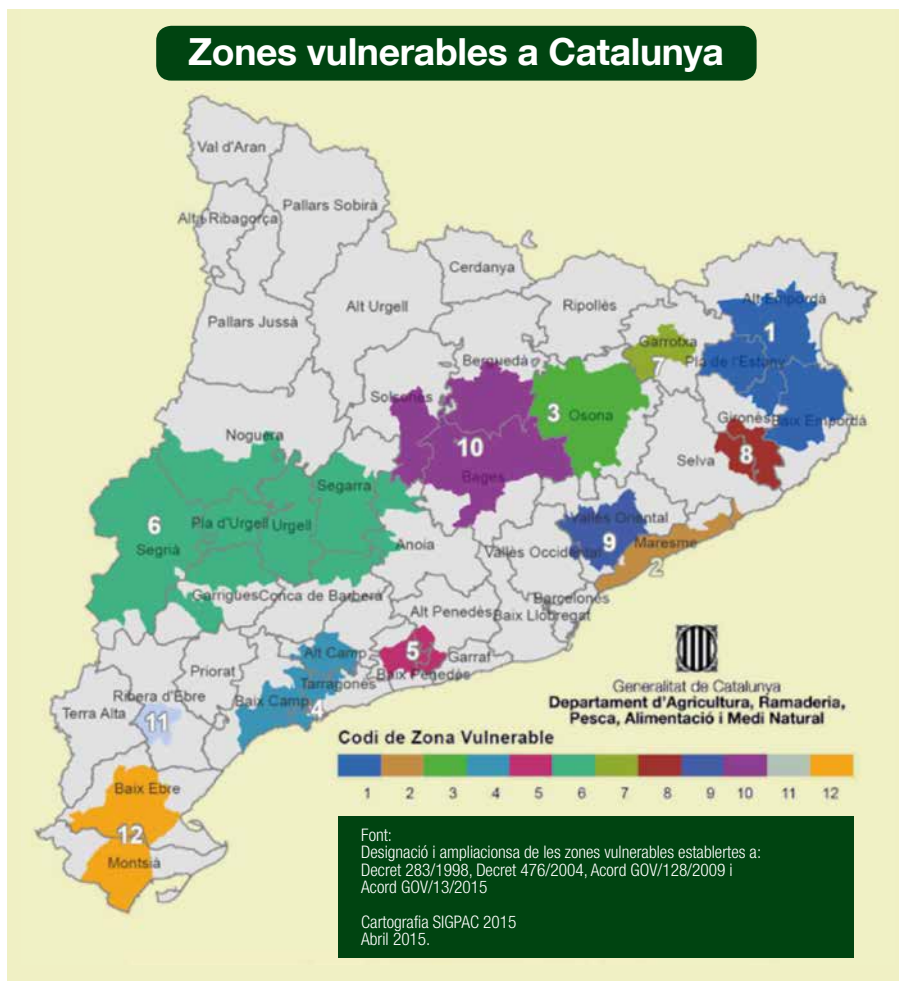 Zones vulnerables a Catalunya
Val d'Aran
Pallars Sobirà
Alta Ribagorça
Cerdanya
Alt Urgell
Ripollès
Alt Empordà
Pallars Jussà
1
Garrotxa
Pla de l'Estany
7
Berguedà
Solsonès
3
Osona
Gironès
Baix Empordà
Noguera
10
8
Selva
Bages
Segarra
6
Pla d'Urgell
Urgell
Vallès Oriental
Segrià
Anoia
9
Maresme
Vallès Occidental
2
Garrigues
Conca de Barberà
Barcelonès
Alt Penedès
Baix Llobregat
Alt Camp
5
Garraf
Priorat
Baix Penedès
Tarragonès
Ribera d'Ebre
Baix Camp
4
Terra Alta
11
Baix Ebre
12
Montsià
Generalitat de Catalunya
Departament d'Agricultura, Ramaderia,
Pesca, Alimentació i Medi Natural
Codi de Zona Vulnerable
1 2 3 4 5 6 7 8 9 10 11 12
Font:
Designació i ampliacionsa de les zones vulnerables establertes a:
Decret 283/1998, Decret 476/2004, Acord GOV/128/2009 i
Acord GOV/13/2015
Cartografia SIGPAC 2015
Abril 2015.